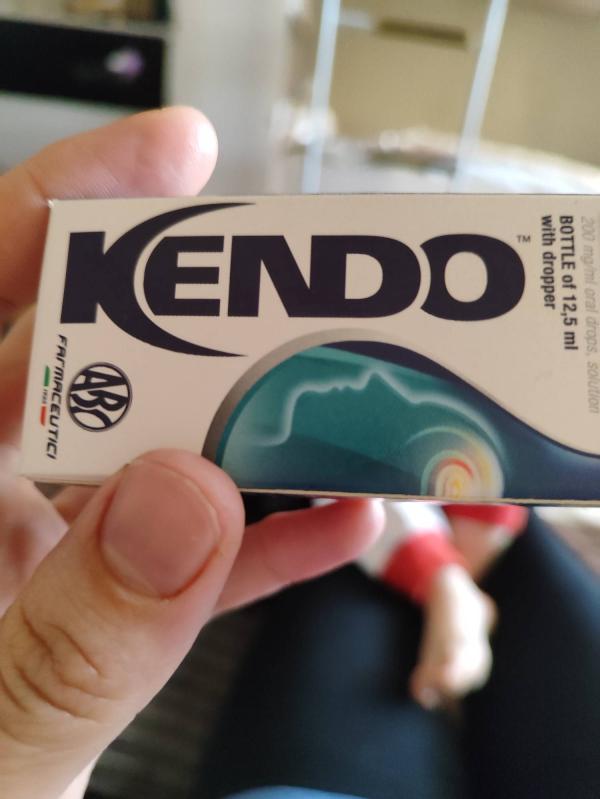 KENDO™
200 mg/ml oral drops, solution
BOTTLE of 12,5 ml
with dropper
ABC
FARMACEUTICI